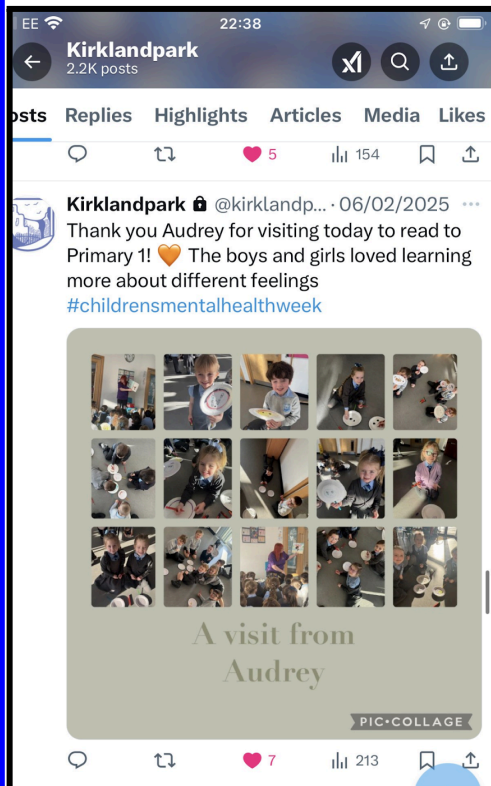 EE 22:38
Kirklandpark
2.2K posts
osts Replies Highlights Articles Media Likes
5 154
Kirklandpark @kirklandp... · 06/02/2025 ...
Thank you Audrey for visiting today to read to
Primary 1! 🧡 The boys and girls loved learning
more about different feelings
#childrensmentalhealthweek
A visit from
Audrey
PIC•COLLAGE
7 213